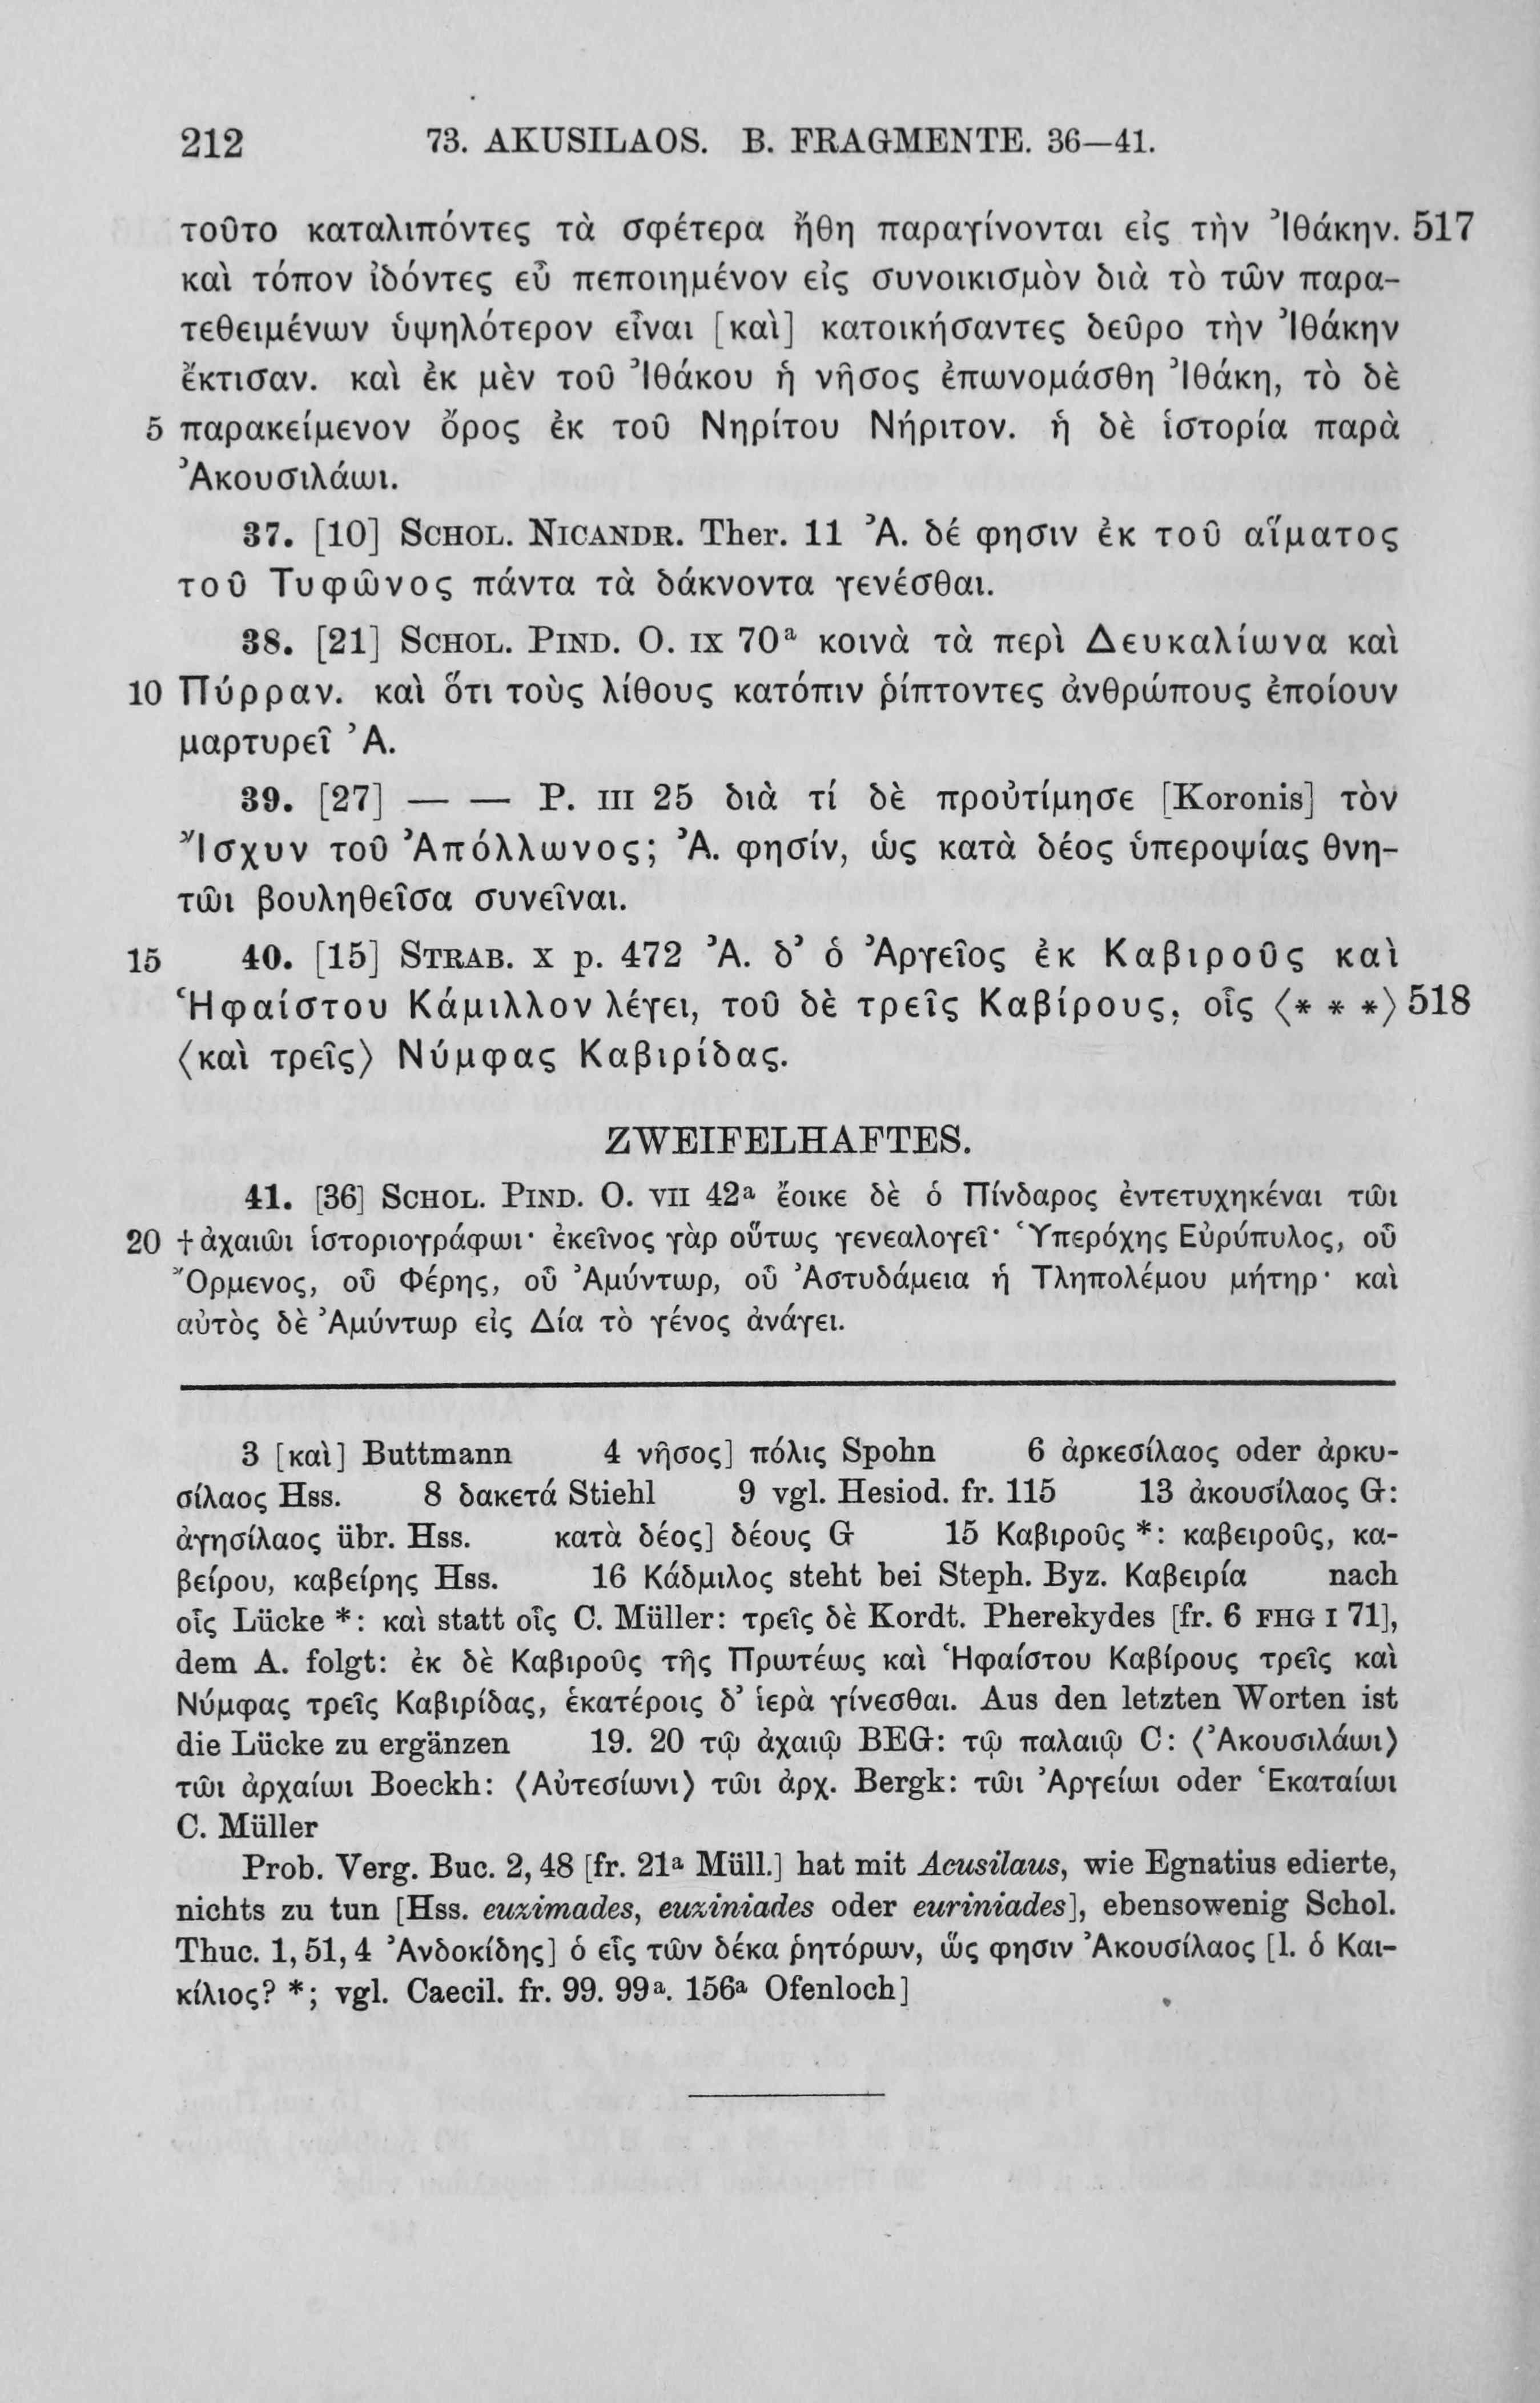 212 73. AKUSILAOS. B. FRAGMENTE. 36—41.
τοῦτο καταλιπόντες τὰ σφέτερα ἤθη παραγίνονται εἰς τὴν Ἰθάκην. 517
καὶ τόπον ἰδόντες εὖ πεποιημένον εἰς συνοικισμὸν διὰ τὸ τῶν παρα-
τεθειμένων ὑψηλότερον εἶναι [καὶ] κατοικήσαντες δεῦρο τὴν Ἰθάκην
ἔκτισαν. καὶ ἐκ μὲν τοῦ Ἰθάκου ἡ νῆσος ἐπωνομάσθη Ἰθάκη, τὸ δὲ
5 παρακείμενον ὄρος ἐκ τοῦ Νηρίτου Νήριτον. ἡ δὲ ἱστορία παρὰ
Ἀκουσιλάωι.
37. [10] SCHOL. NICANDR. Ther. 11 Ἀ. δέ φησιν ἐκ τοῦ αἵματος
τοῦ Τυφῶνος πάντα τὰ δάκνοντα γενέσθαι.
38. [21] SCHOL. PIND. O. IX 70ª κοινὰ τὰ περὶ Δευκαλίωνα καὶ
10 Πύρραν. καὶ ὅτι τοὺς λίθους κατόπιν ῥίπτοντες ἀνθρώπους ἐποίουν
μαρτυρεῖ Ἀ.
39. [27] — — P. III 25 διὰ τί δὲ προὐτίμησε [Koronis] τὸν
Ἴσχυν τοῦ Ἀπόλλωνος; Ἀ. φησίν, ὡς κατὰ δέος ὑπεροψίας θνη-
τῶι βουληθεῖσα συνεῖναι.
15 40. [15] STRAB. X p. 472 Ἀ. δ’ ὁ Ἀργεῖος ἐκ Καβιροῦς καὶ
Ἡφαίστου Κάμιλλον λέγει, τοῦ δὲ τρεῖς Καβίρους, οἷς ⟨* * *⟩ 518
⟨καὶ τρεῖς⟩ Νύμφας Καβιρίδας.
ZWEIFELHAFTES.
41. [36] SCHOL. PIND. O. VII 42ª ἔοικε δὲ ὁ Πίνδαρος ἐντετυχηκέναι τῶι
20 †ἀχαιῶι ἱστοριογράφωι· ἐκεῖνος γὰρ οὕτως γενεαλογεῖ· Ὑπερόχης Εὐρύπυλος, οὗ
Ὄρμενος, οὗ Φέρης, οὗ Ἀμύντωρ, οὗ Ἀστυδάμεια ἡ Τληπολέμου μήτηρ· καὶ
αὐτὸς δὲ Ἀμύντωρ εἰς Δία τὸ γένος ἀνάγει.
3 [καὶ] Buttmann 4 νῆσος] πόλις Spohn 6 ἀρκεσίλαος oder ἀρκυ-
σίλαος Hss. 8 δακετά Stiehl 9 vgl. Hesiod. fr. 115 13 ἀκουσίλαος G:
ἀγησίλαος übr. Hss. κατὰ δέος] δέους G 15 Καβιροῦς *: καβειροῦς, κα-
βείρου, καβείρης Hss. 16 Κάδμιλος steht bei Steph. Byz. Καβειρία nach
οἷς Lücke *: καὶ statt οἷς C. Müller: τρεῖς δὲ Kordt. Pherekydes [fr. 6 FHG I 71],
dem A. folgt: ἐκ δὲ Καβιροῦς τῆς Πρωτέως καὶ Ἡφαίστου Καβίρους τρεῖς καὶ
Νύμφας τρεῖς Καβιρίδας, ἑκατέροις δ’ ἱερὰ γίνεσθαι. Aus den letzten Worten ist
die Lücke zu ergänzen 19. 20 τῷ ἀχαιῷ BEG: τῷ παλαιῷ C: ⟨Ἀκουσιλάωι⟩
τῶι ἀρχαίωι Boeckh: ⟨Αὐτεσίωνι⟩ τῶι ἀρχ. Bergk: τῶι Ἀργείωι oder Ἑκαταίωι
C. Müller
Prob. Verg. Buc. 2, 48 [fr. 21ª Müll.] hat mit Acusilaus, wie Egnatius edierte,
nichts zu tun [Hss. euximades, euxiniades oder euriniades], ebensowenig Schol.
Thuc. 1, 51, 4 Ἀνδοκίδης] ὁ εἷς τῶν δέκα ῥητόρων, ὥς φησιν Ἀκουσίλαος [l. ὁ Και-
κίλιος? *; vgl. Caecil. fr. 99. 99ª. 156ª Ofenloch]